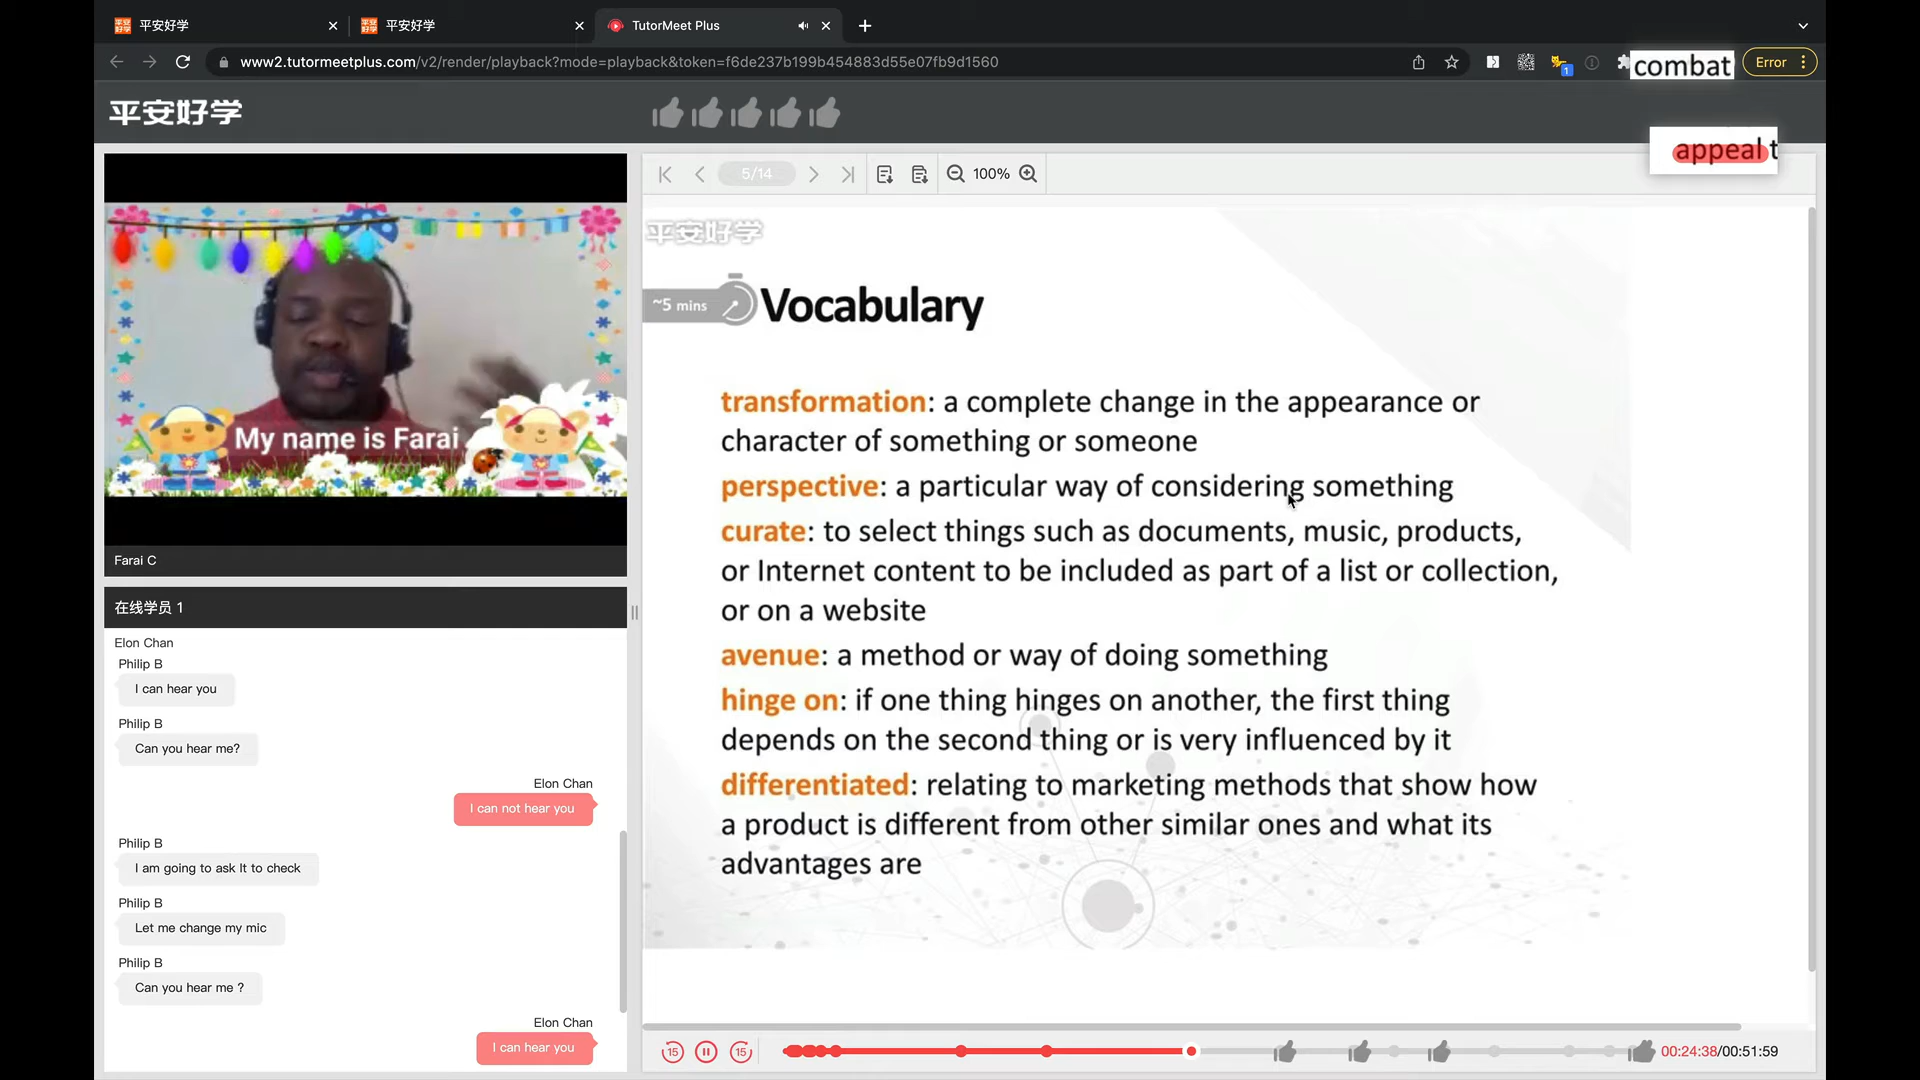 平安好学
平安好学
TutorMeet Plus
www2.tutormeetplus.com/v2/render/playback?mode=playback&token=f6de237b199b454883d55e07fb9d1560
1
combat
Error
平安好学
appeal t
5/14
100%
My name is Farai
Farai C
在线学员 1
Elon Chan
Philip B
I can hear you
Philip B
Can you hear me?
Elon Chan
I can not hear you
Philip B
I am going to ask It to check
Philip B
Let me change my mic
Philip B
Can you hear me ?
Elon Chan
I can hear you
平安好学
~5 mins
Vocabulary
transformation: a complete change in the appearance or
character of something or someone
perspective: a particular way of considering something
curate: to select things such as documents, music, products,
or Internet content to be included as part of a list or collection,
or on a website
avenue: a method or way of doing something
hinge on: if one thing hinges on another, the first thing
depends on the second thing or is very influenced by it
differentiated: relating to marketing methods that show how
a product is different from other similar ones and what its
advantages are
15
15
00:24:38/00:51:59